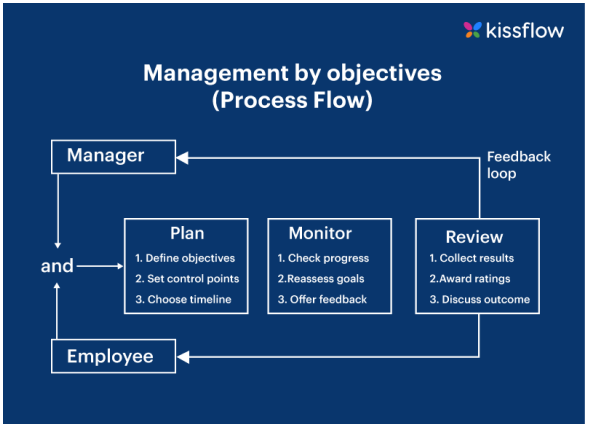 kissflow
Management by objectives
(Process Flow)
Manager
Feedback
loop
and
Plan
1. Define objectives
2. Set control points
3. Choose timeline
Monitor
1. Check progress
2.Reassess goals
3. Offer feedback
Review
1. Collect results
2.Award ratings
3. Discuss outcome
Employee